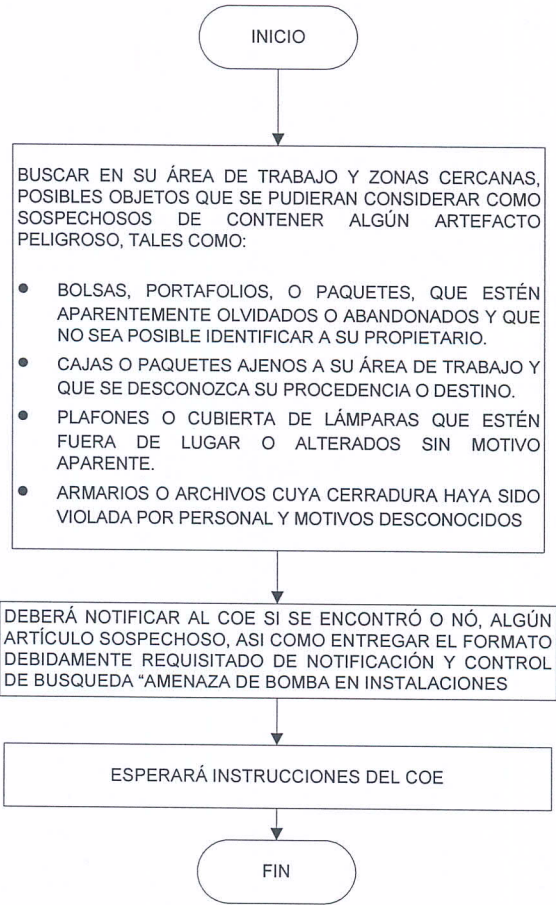 INICIO
BUSCAR EN SU ÁREA DE TRABAJO Y ZONAS CERCANAS,
POSIBLES OBJETOS QUE SE PUDIERAN CONSIDERAR COMO
SOSPECHOSOS DE CONTENER ALGÚN ARTEFACTO
PELIGROSO, TALES COMO:
• BOLSAS, PORTAFOLIOS, O PAQUETES, QUE ESTÉN
APARENTEMENTE OLVIDADOS O ABANDONADOS Y QUE
NO SEA POSIBLE IDENTIFICAR A SU PROPIETARIO.
• CAJAS O PAQUETES AJENOS A SU ÁREA DE TRABAJO Y
QUE SE DESCONOZCA SU PROCEDENCIA O DESTINO.
• PLAFONES O CUBIERTA DE LÁMPARAS QUE ESTÉN
FUERA DE LUGAR O ALTERADOS SIN MOTIVO
APARENTE.
• ARMARIOS O ARCHIVOS CUYA CERRADURA HAYA SIDO
VIOLADA POR PERSONAL Y MOTIVOS DESCONOCIDOS
DEBERÁ NOTIFICAR AL COE SI SE ENCONTRÓ O NÓ, ALGÚN
ARTÍCULO SOSPECHOSO, ASI COMO ENTREGAR EL FORMATO
DEBIDAMENTE REQUISITADO DE NOTIFICACIÓN Y CONTROL
DE BUSQUEDA “AMENAZA DE BOMBA EN INSTALACIONES
ESPERARÁ INSTRUCCIONES DEL COE
FIN